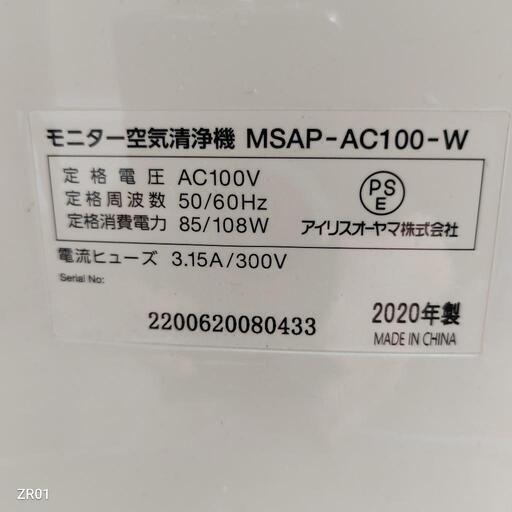 モニター空気清浄機 MSAP-AC100-W
定格電圧 AC100V
定格周波数 50/60Hz
定格消費電力 85/108W
PS
E
アイリスオーヤマ株式会社
電流ヒューズ 3.15A/300V
Serial No:
2200620080433
2020年製
MADE IN CHINA
ZR01